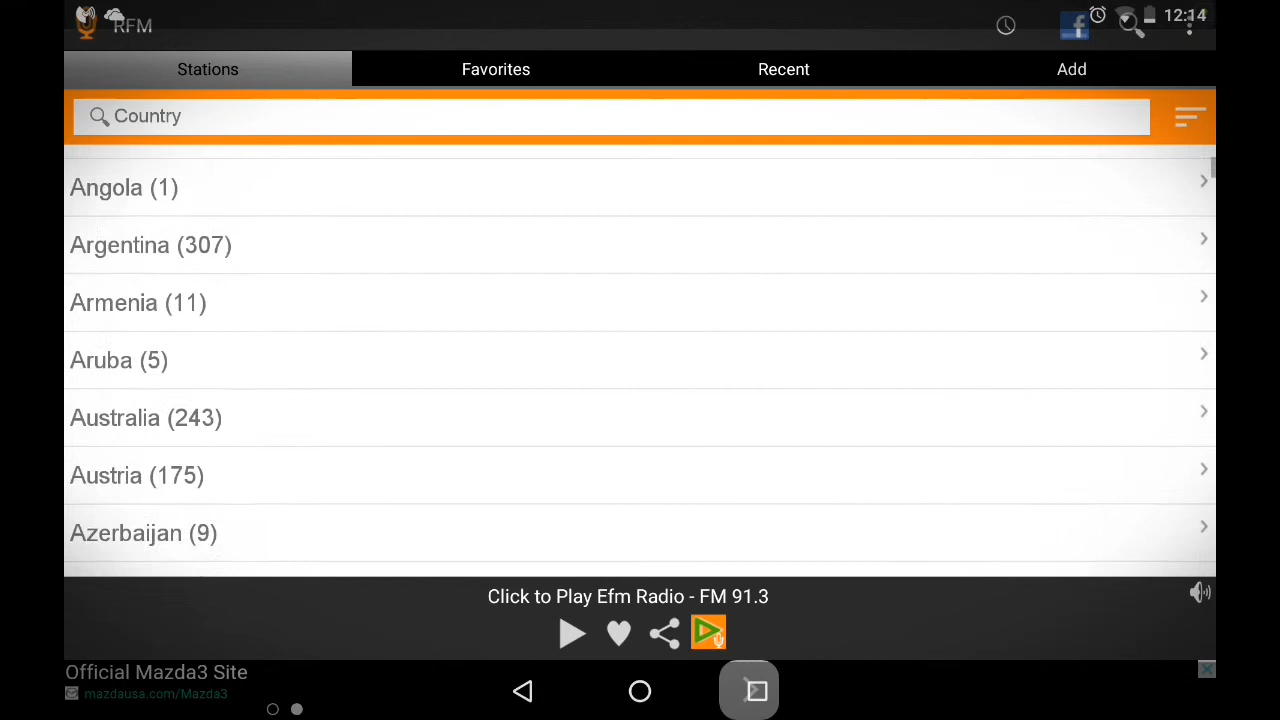 RFM
12:14
Stations
Favorites
Recent
Add
Country
Angola (1)
Argentina (307)
Armenia (11)
Aruba (5)
Australia (243)
Austria (175)
Azerbaijan (9)
Click to Play Efm Radio - FM 91.3
Official Mazda3 Site
mazdausa.com/Mazda3